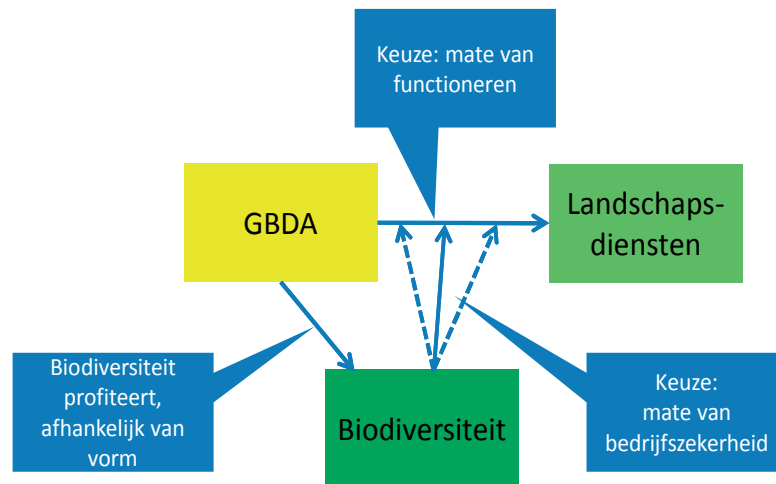 Keuze: mate van
functioneren
GBDA
Landschaps-
diensten
Biodiversiteit
profiteert,
afhankelijk van
vorm
Biodiversiteit
Keuze:
mate van
bedrijfszekerheid